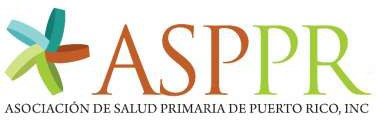 ASPPR
ASOCIACIÓN DE SALUD PRIMARIA DE PUERTO RICO, INC